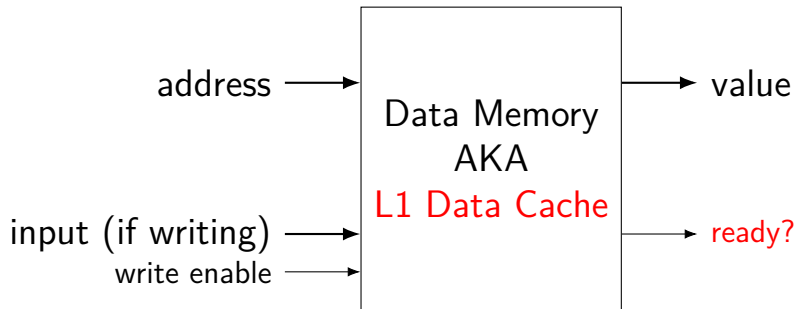 address
input (if writing)
write enable
Data Memory
AKA
L1 Data Cache
value
ready?